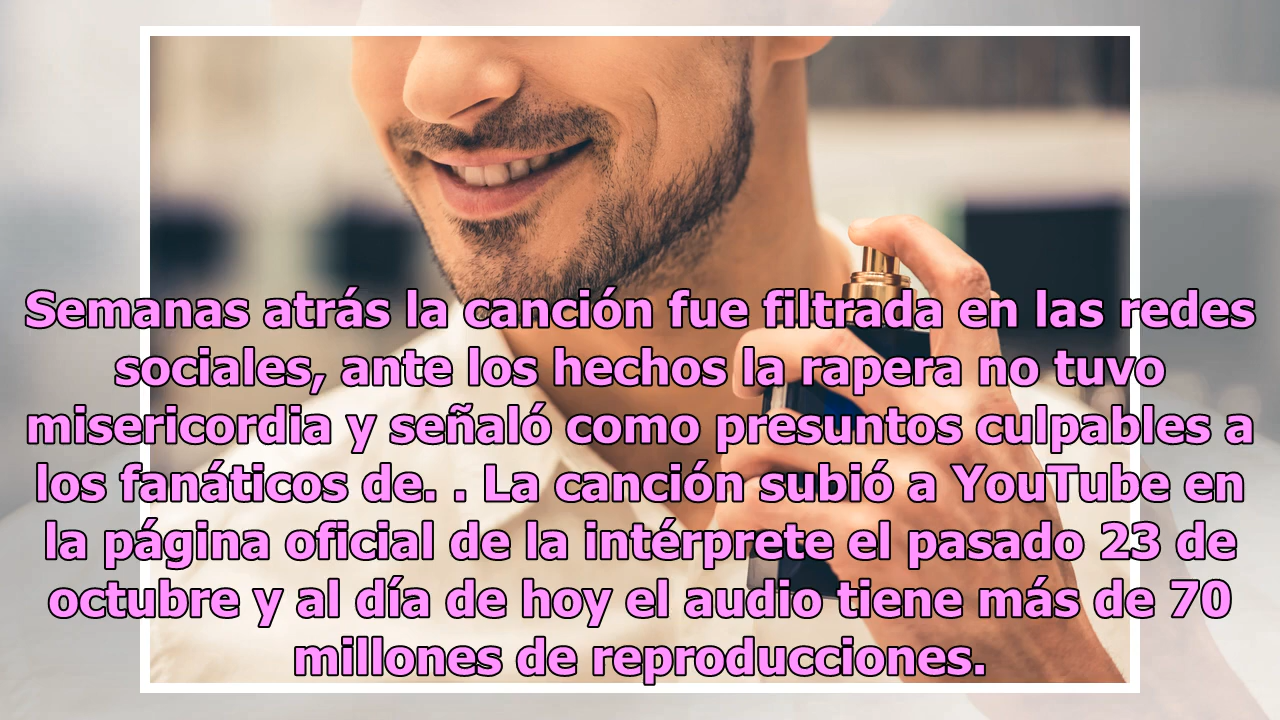 Semanas atrás la canción fue filtrada en las redes
sociales, ante los hechos la rapera no tuvo
misericordia y señaló como presuntos culpables a
los fanáticos de. . La canción subió a YouTube en
la página oficial de la intérprete el pasado 23 de
octubre y al día de hoy el audio tiene más de 70
millones de reproducciones.